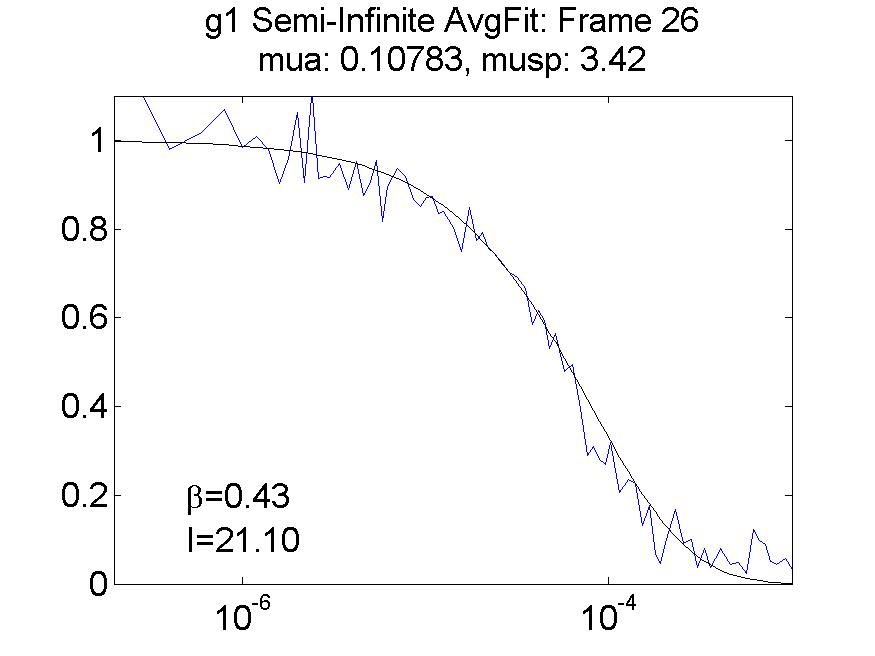 g1 Semi-Infinite AvgFit: Frame 26
mua: 0.10783, musp: 3.42
1
0.8
0.6
0.4
0.2
0
β=0.43
I=21.10
10^-6
10^-4